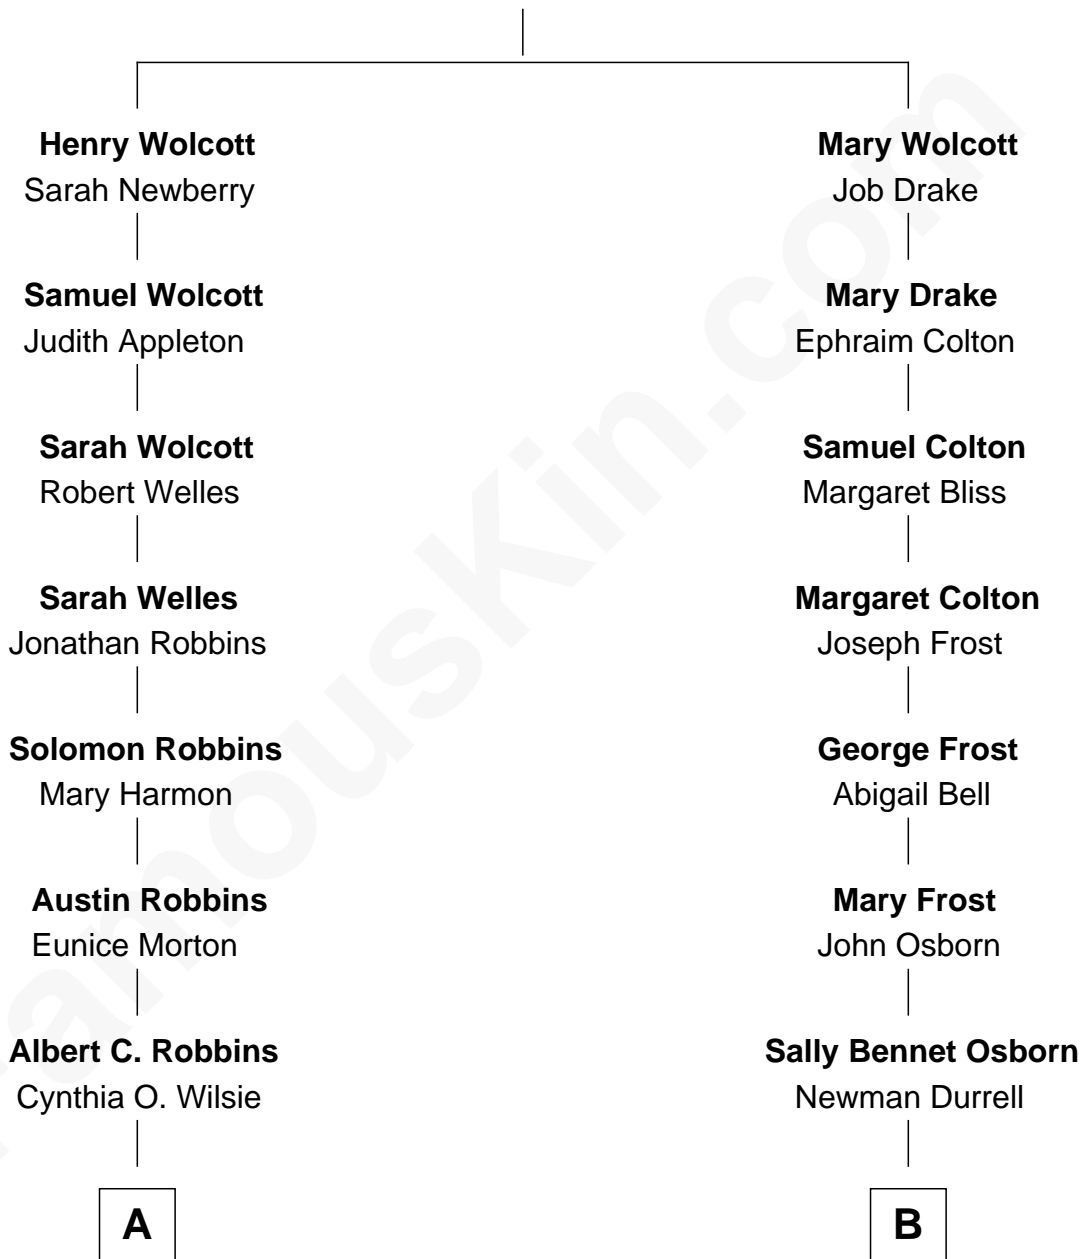 Henry Wolcott
Sarah Newberry
Samuel Wolcott
Judith Appleton
Sarah Wolcott
Robert Welles
Sarah Welles
Jonathan Robbins
Solomon Robbins
Mary Harmon
Austin Robbins
Eunice Morton
Albert C. Robbins
Cynthia O. Wilsie
A
Mary Wolcott
Job Drake
Mary Drake
Ephraim Colton
Samuel Colton
Margaret Bliss
Margaret Colton
Joseph Frost
George Frost
Abigail Bell
Mary Frost
John Osborn
Sally Bennet Osborn
Newman Durrell
B
FamousKin.com